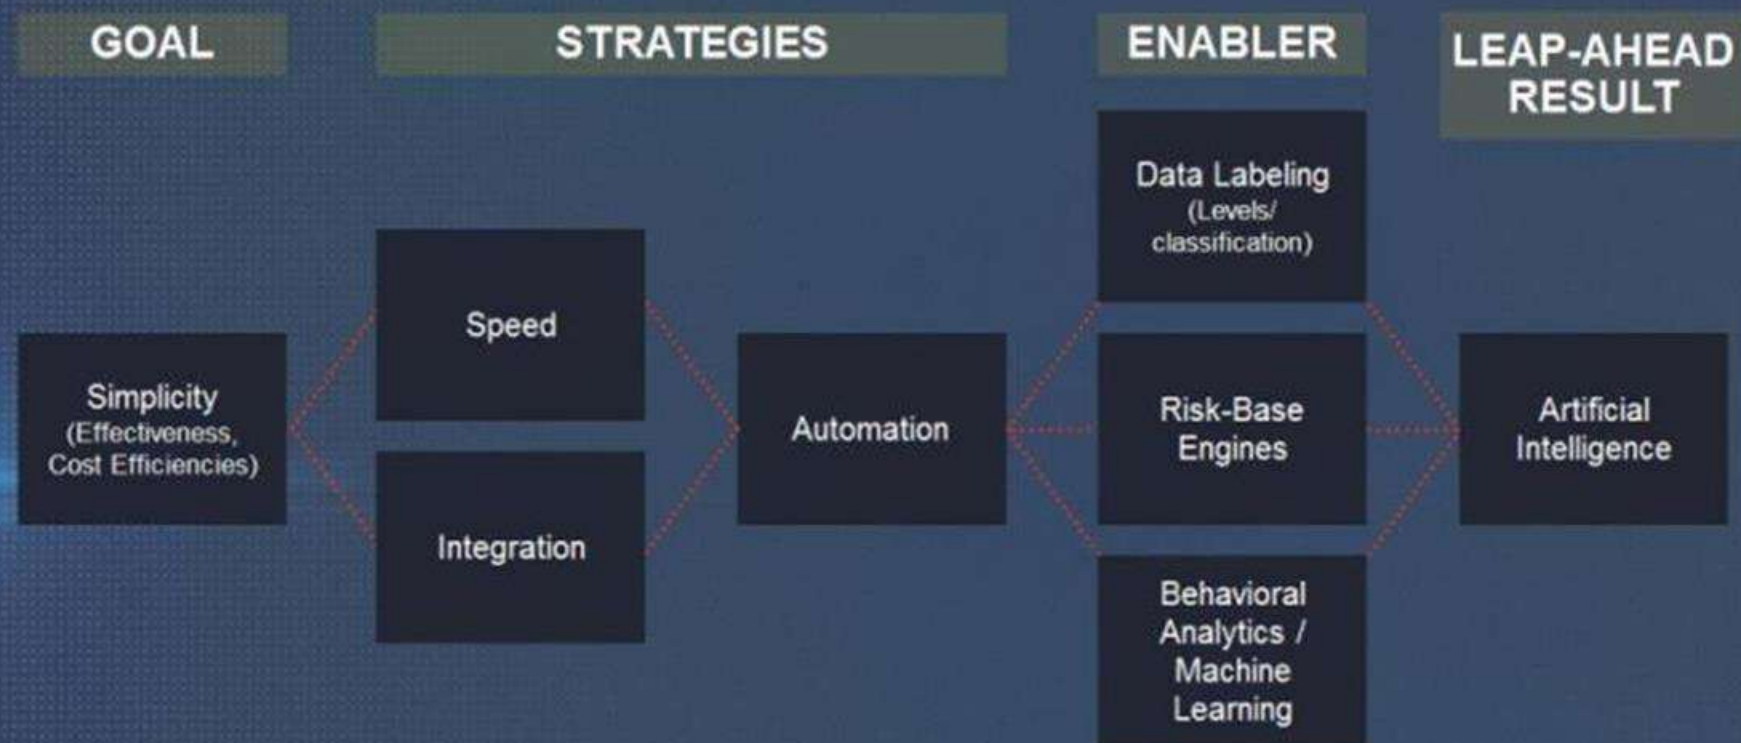 GOAL
STRATEGIES
ENABLER
LEAP-AHEAD
RESULT
Simplicity
(Effectiveness,
Cost Efficiencies)
Speed
Integration
Automation
Data Labeling
(Levels/
classification)
Risk-Base
Engines
Behavioral
Analytics /
Machine
Learning
Artificial
Intelligence